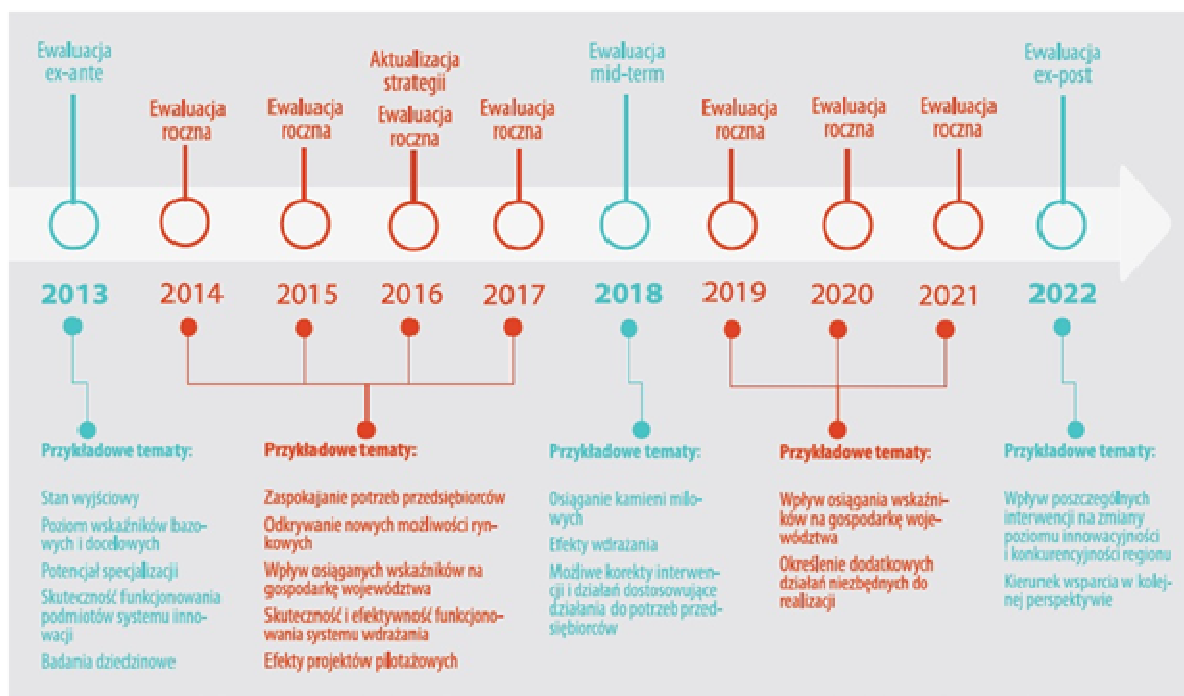 Ewaluacja
ex-ante
Ewaluacja
roczna
Ewaluacja
roczna
Aktuallizacja
strategii
Ewaluacja
roczna
Ewaluacja
roczna
Ewaluacja
mid-term
Ewaluacja
roczna
Ewaluacja
roczna
Ewaluacja
roczna
Ewaluacja
ex-post
2013
2014
2015
2016
2017
2018
2019
2020
2021
2022
Przykładowe tematy:
Stan wyjściowy
Poziom wskaźników bazo-
wych i docelowych
Potencjał specjalizacji
Skuteczność funkcjonowania
podmiotów systemu inno-
wacji
Badania dziedzinowe
Przykładowe tematy:
Zaspokajanie potrzeb przedsiębiorców
Odkrywanie nowych możliwości ryn-
kowych
Wpływ osiąganych wskaźników na
gospodarkę województwa
Skuteczność i efektywność funkcjono-
wania systemu wdrażania
Efekty projektów pilotażowych
Przykładowe tematy:
Osiąganie kamieni milo-
wych
Efekty wdrażania
Możliwe korekty interwen-
cji i działań dostosowujące
działania do potrzeb przed-
siębiorców
Przykładowe tematy:
Wpływ osiągania wskaźni-
ków na gospodarkę woje-
wództwa
Określenie dodatkowych
działań niezbędnych do
realizacji
Przykładowe tematy:
Wpływ poszczególnych
interwencji na zmiany
poziomu innowacyjności
i konkurencyjności regionu
Kierunek wsparcia w kolej-
nej perspektywie